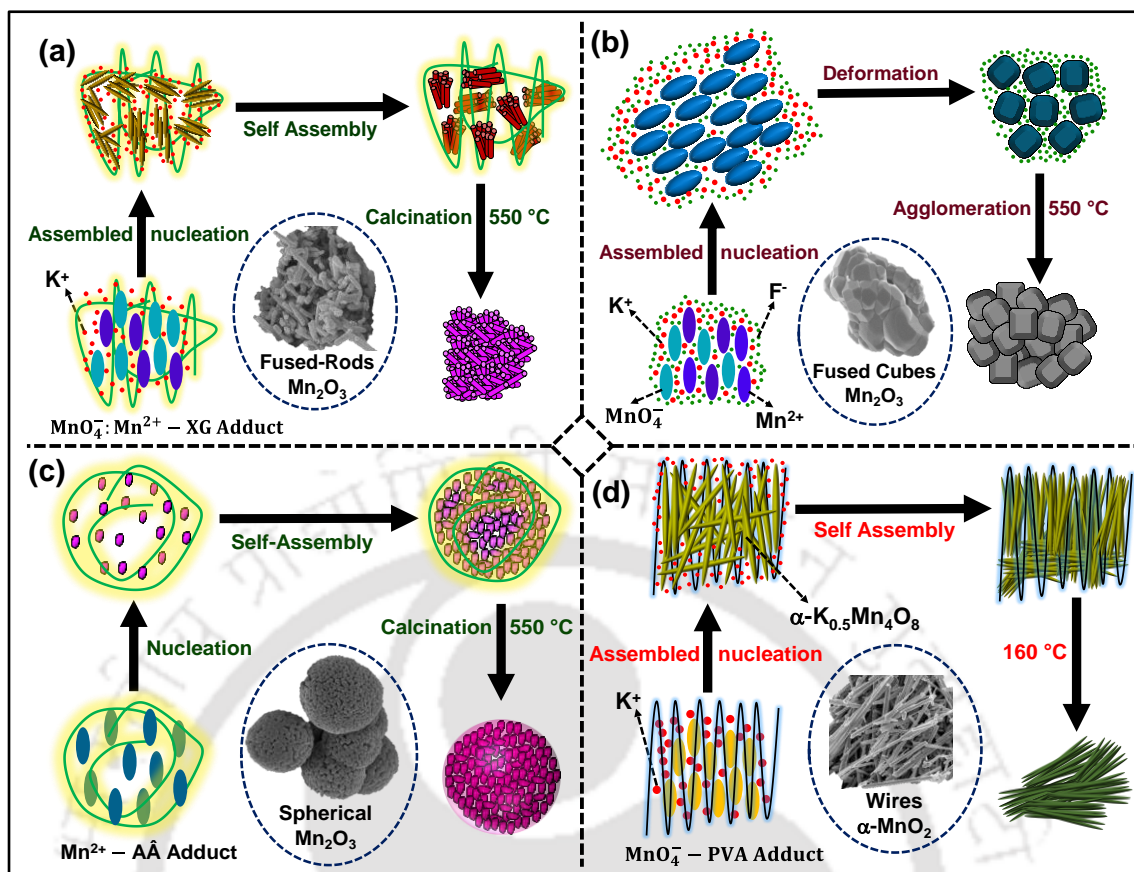 (a)
Self Assembly
Calcination 550 °C
Assembled nucleation
K⁺
Fused-Rods
Mn₂O₃
MnO₄⁻: Mn²⁺ – XG Adduct
(b)
Deformation
Agglomeration 550 °C
Assembled nucleation
K⁺
F⁻
MnO₄⁻
Mn²⁺
Fused Cubes
Mn₂O₃
(c)
Self-Assembly
Nucleation
Calcination 550 °C
Spherical
Mn₂O₃
Mn²⁺ – AÂ Adduct
(d)
Self Assembly
α-K₀.₅Mn₄O₈
Assembled nucleation
160 °C
K⁺
Wires
α-MnO₂
MnO₄⁻ – PVA Adduct